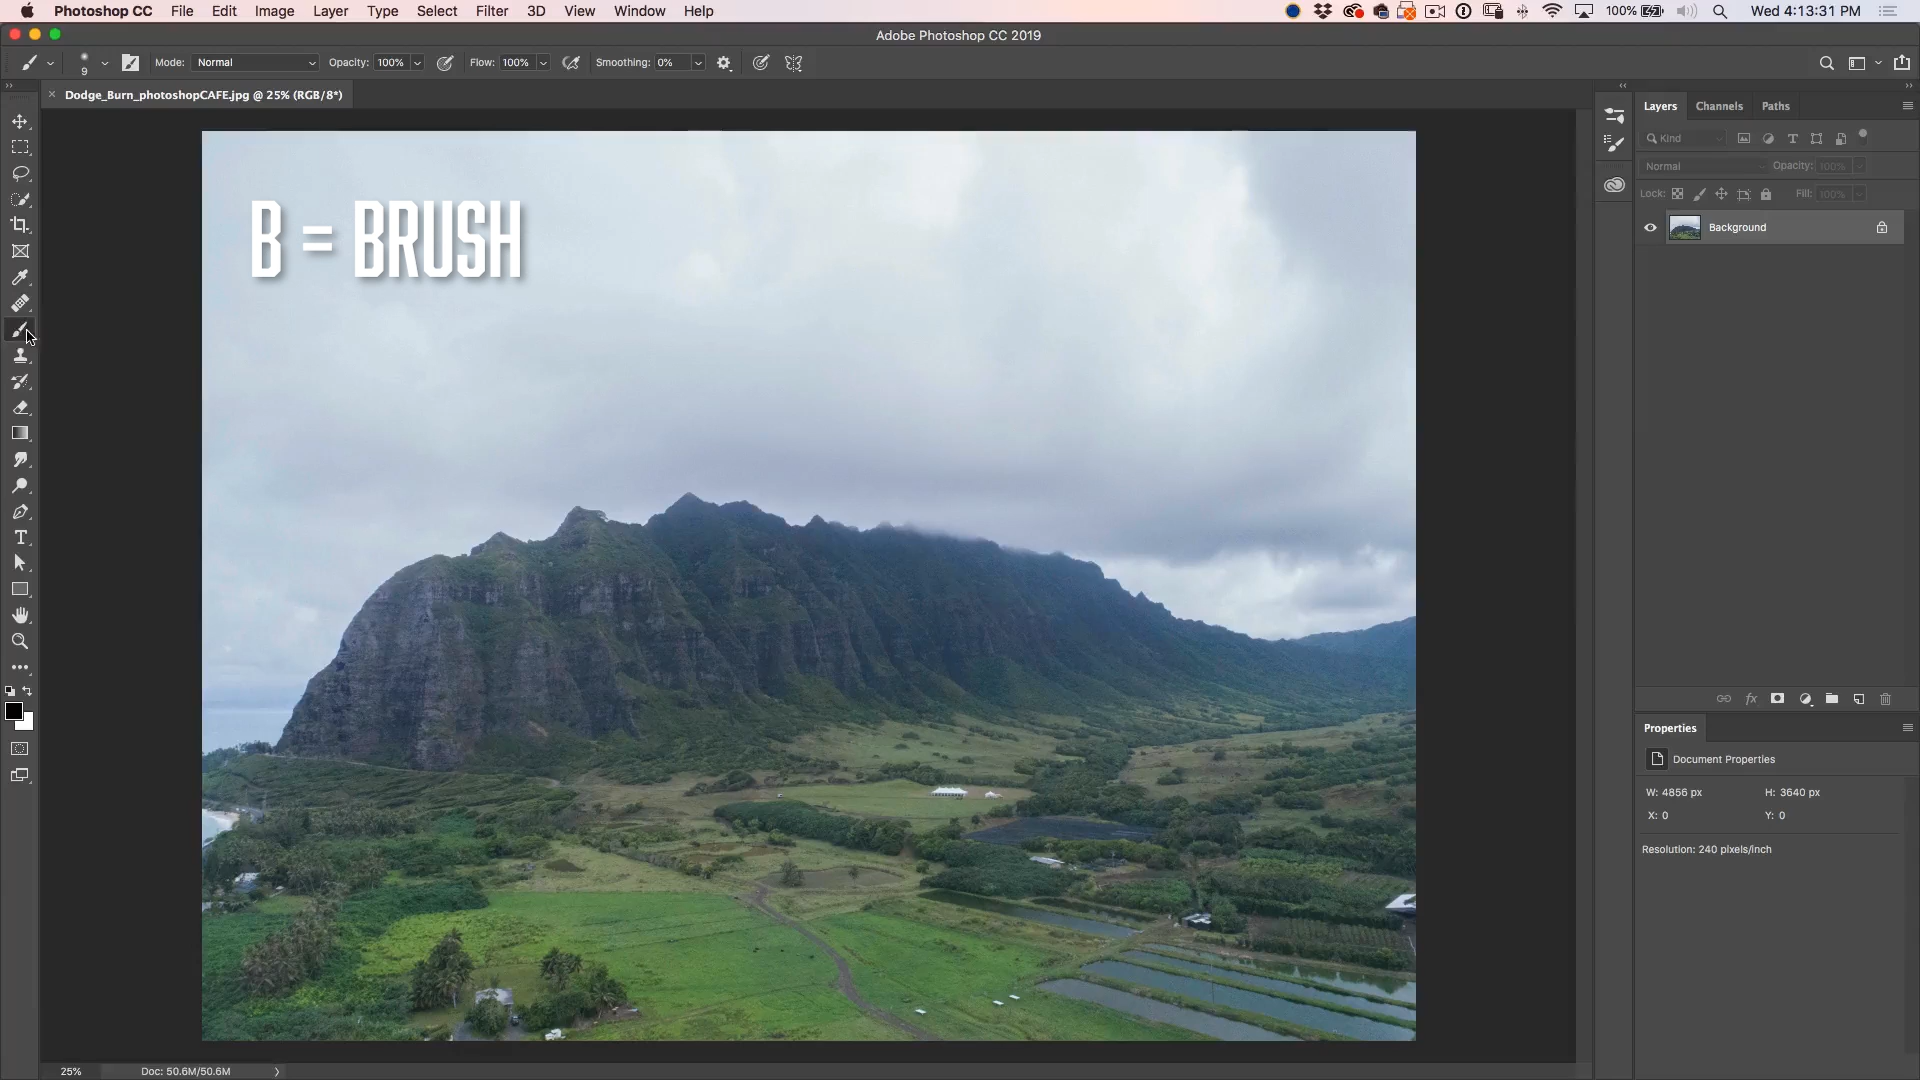 Photoshop CC File Edit Image Layer Type Select Filter 3D View Window Help 100% Wed 4:13:31 PM
Adobe Photoshop CC 2019
9 Mode: Normal Opacity: 100% Flow: 100% Smoothing: 0%
Dodge_Burn_photoshopCAFE.jpg @ 25% (RGB/8*)
Layers Channels Paths
Kind
Normal Opacity: 100%
Lock: Fill: 100%
Background
B = BRUSH
Properties
Document Properties
W: 4856 px H: 3640 px
X: 0 Y: 0
Resolution: 240 pixels/inch
25% Doc: 50.6M/50.6M